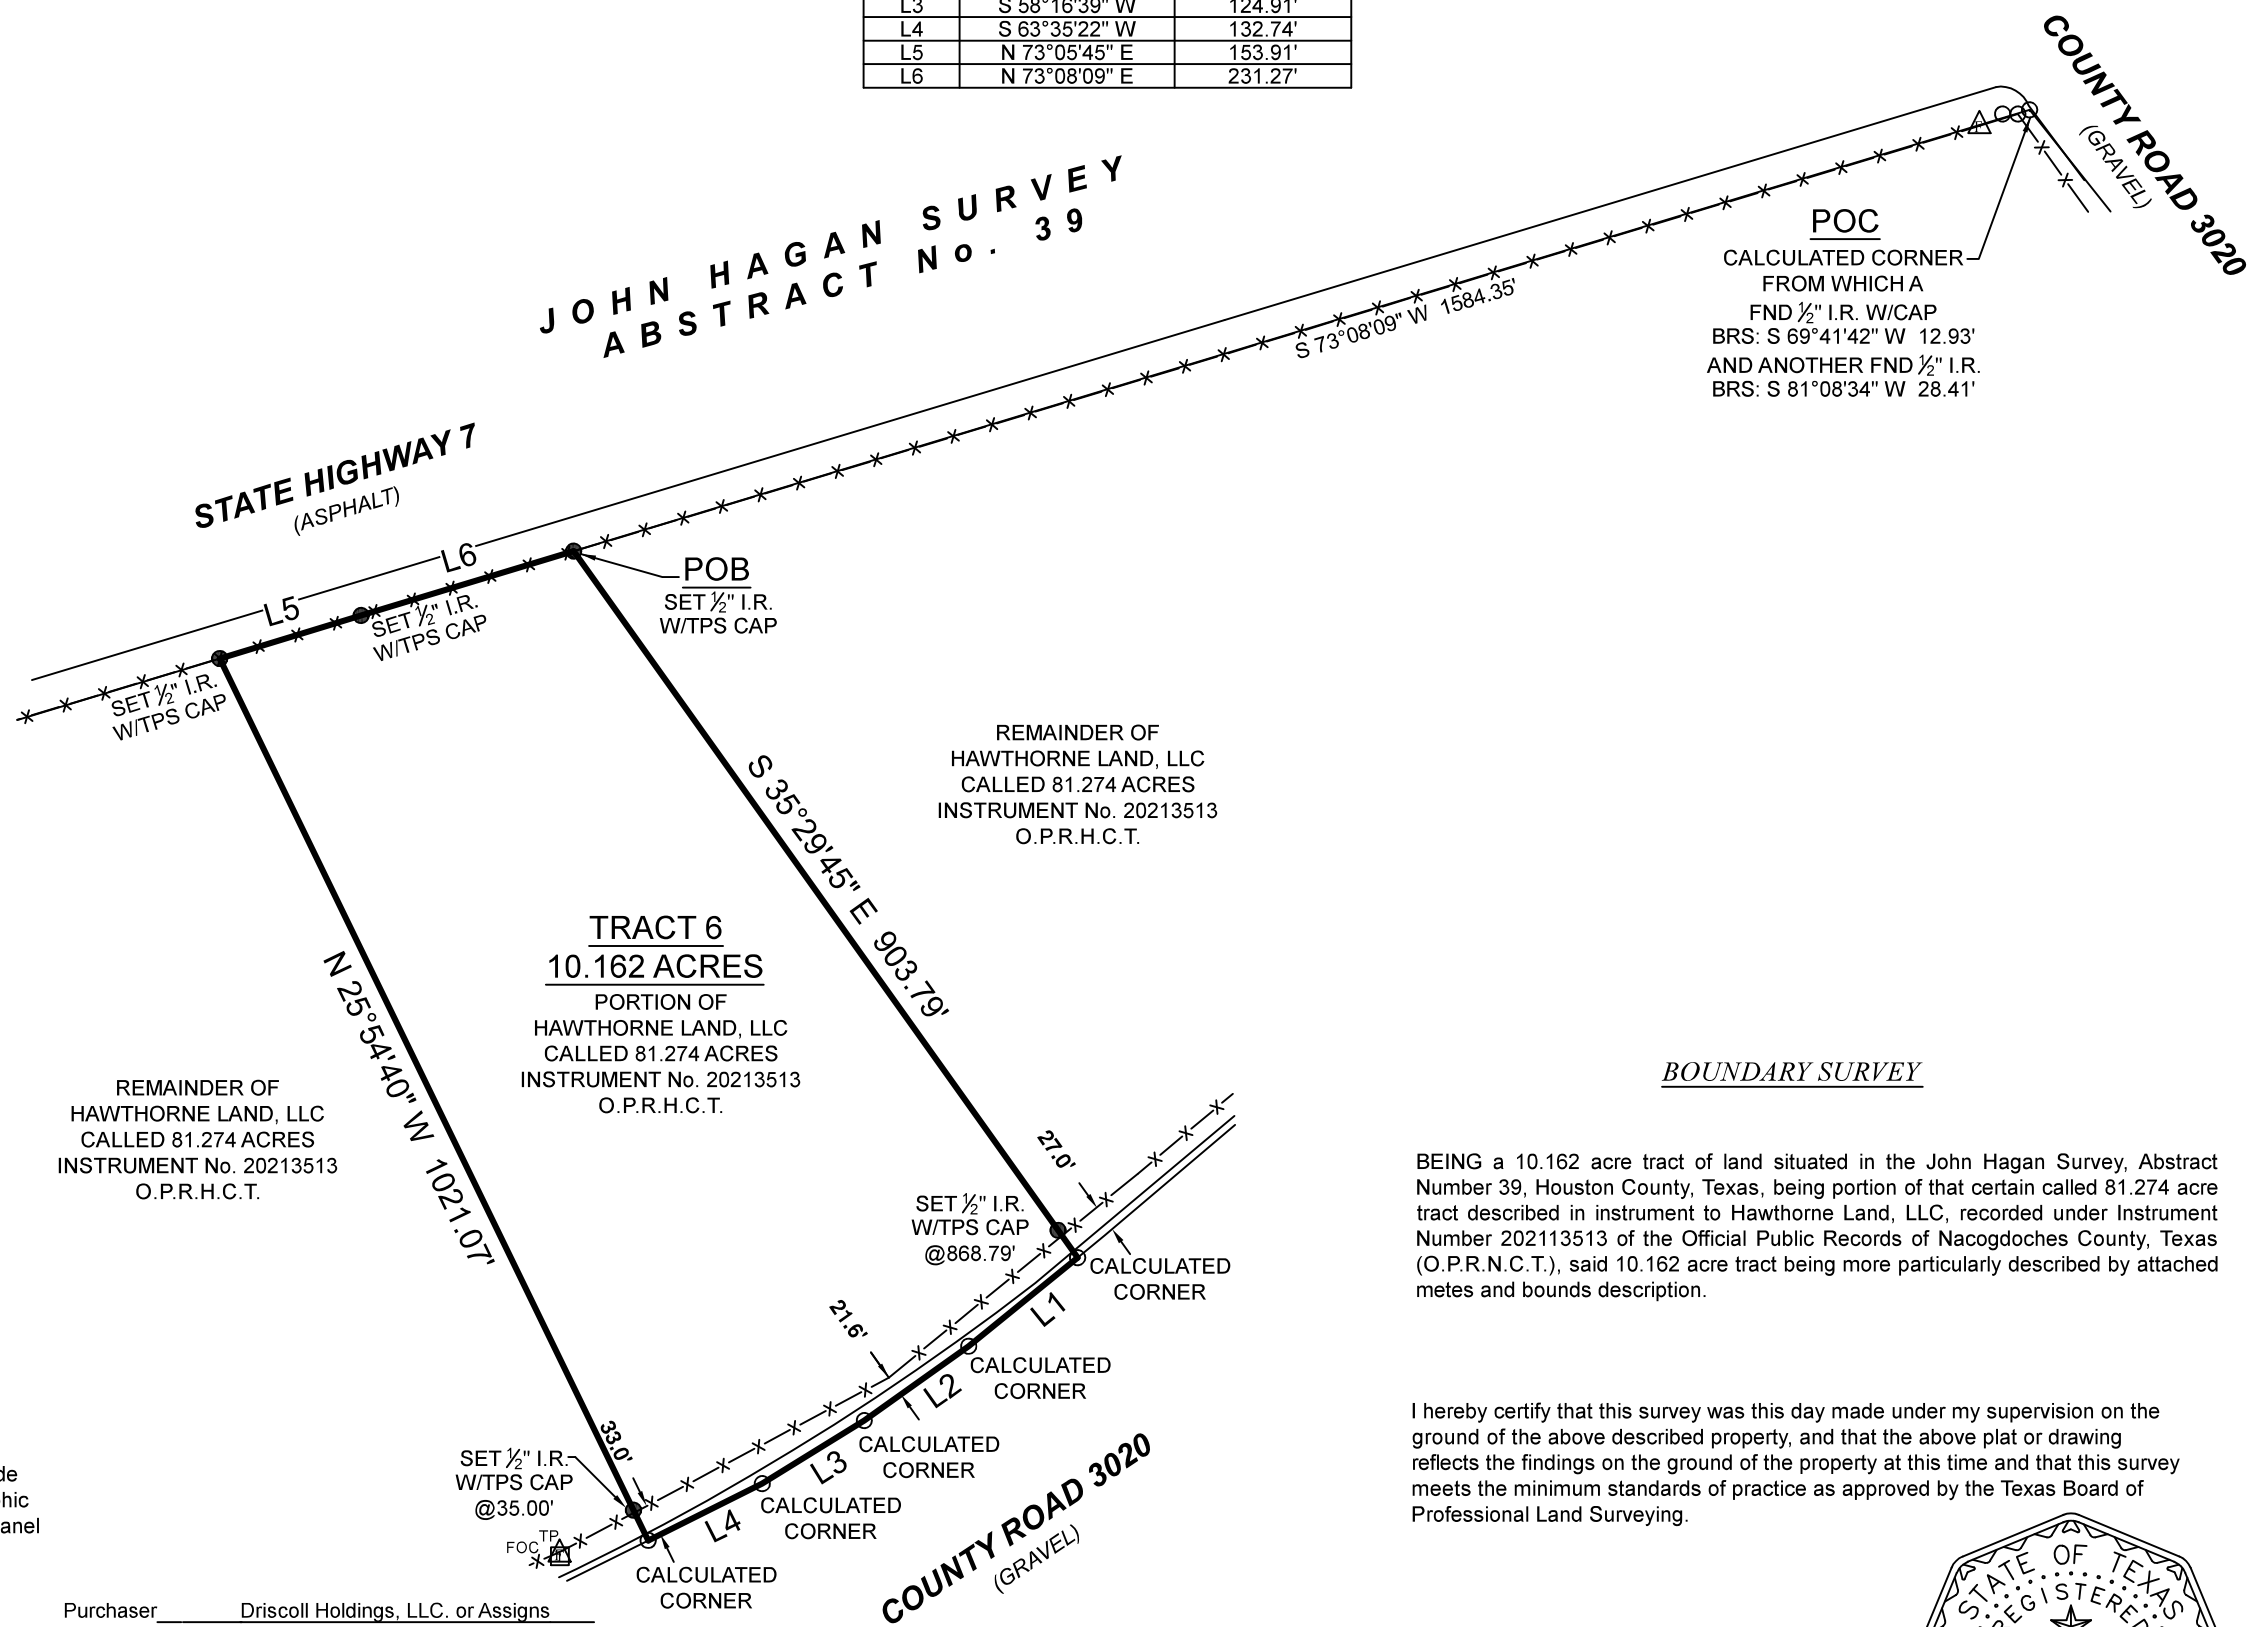 L3 S 58°16'39" W 124.91'
L4 S 63°35'22" W 132.74'
L5 N 73°05'45" E 153.91'
L6 N 73°08'09" E 231.27'
COUNTY ROAD 3020
(GRAVEL)
JOHN HAGAN SURVEY
ABSTRACT No. 39
POC
CALCULATED CORNER
FROM WHICH A
FND ½" I.R. W/CAP
BRS: S 69°41'42" W 12.93'
AND ANOTHER FND ½" I.R.
BRS: S 81°08'34" W 28.41'
S 73°08'09" W 1584.35'
STATE HIGHWAY 7
(ASPHALT)
L6
L5
POB
SET ½" I.R.
W/TPS CAP
SET ½" I.R.
W/TPS CAP
SET ½" I.R.
W/TPS CAP
REMAINDER OF
HAWTHORNE LAND, LLC
CALLED 81.274 ACRES
INSTRUMENT No. 20213513
O.P.R.H.C.T.
S 35°29'45" E 903.79'
TRACT 6
10.162 ACRES
PORTION OF
HAWTHORNE LAND, LLC
CALLED 81.274 ACRES
INSTRUMENT No. 20213513
O.P.R.H.C.T.
N 25°54'40" W 1021.07'
REMAINDER OF
HAWTHORNE LAND, LLC
CALLED 81.274 ACRES
INSTRUMENT No. 20213513
O.P.R.H.C.T.
BOUNDARY SURVEY
BEING a 10.162 acre tract of land situated in the John Hagan Survey, Abstract
Number 39, Houston County, Texas, being portion of that certain called 81.274 acre
tract described in instrument to Hawthorne Land, LLC, recorded under Instrument
Number 202113513 of the Official Public Records of Nacogdoches County, Texas
(O.P.R.N.C.T.), said 10.162 acre tract being more particularly described by attached
metes and bounds description.
27.0'
SET ½" I.R.
W/TPS CAP
@868.79'
CALCULATED
CORNER
L1
21.6'
CALCULATED
CORNER
L2
CALCULATED
CORNER
L3
CALCULATED
CORNER
L4
33.0'
SET ½" I.R.
W/TPS CAP
@35.00'
FOC
TP
CALCULATED
CORNER
COUNTY ROAD 3020
(GRAVEL)
I hereby certify that this survey was this day made under my supervision on the
ground of the above described property, and that the above plat or drawing
reflects the findings on the ground of the property at this time and that this survey
meets the minimum standards of practice as approved by the Texas Board of
Professional Land Surveying.
de
hic
anel
Purchaser Driscoll Holdings, LLC. or Assigns
STATE OF TEXAS
REGISTERED